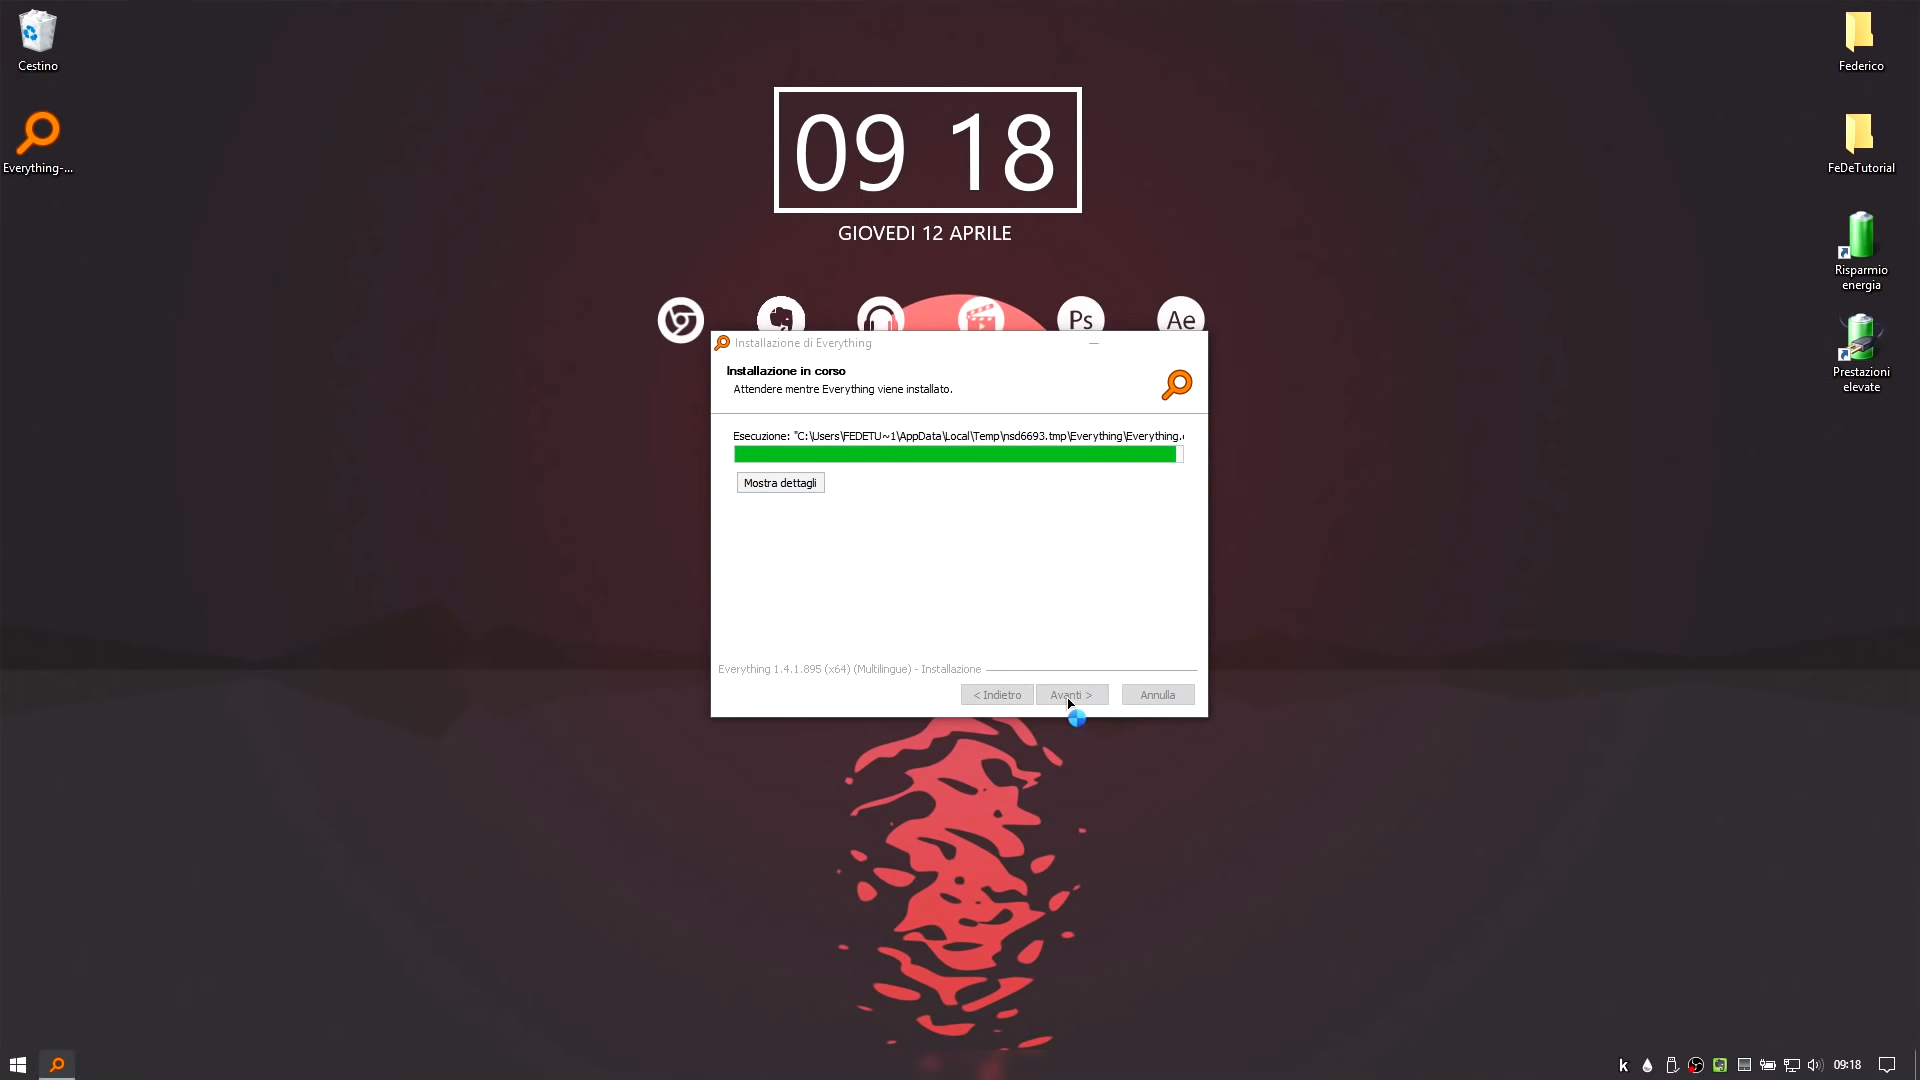 Cestino
Everything-...
09 18
GIOVEDI 12 APRILE
Ps
Ae
Federico
FeDeTutorial
Risparmio
energia
Prestazioni
elevate
Installazione di Everything
Installazione in corso
Attendere mentre Everything viene installato.
Esecuzione: "C:\Users\FEDETU~1\AppData\Local\Temp\nsd6693.tmp\Everything\Everything.
Mostra dettagli
Everything 1.4.1.895 (x64) (Multilingue) - Installazione
< Indietro
Avanti >
Annulla
k
09:18